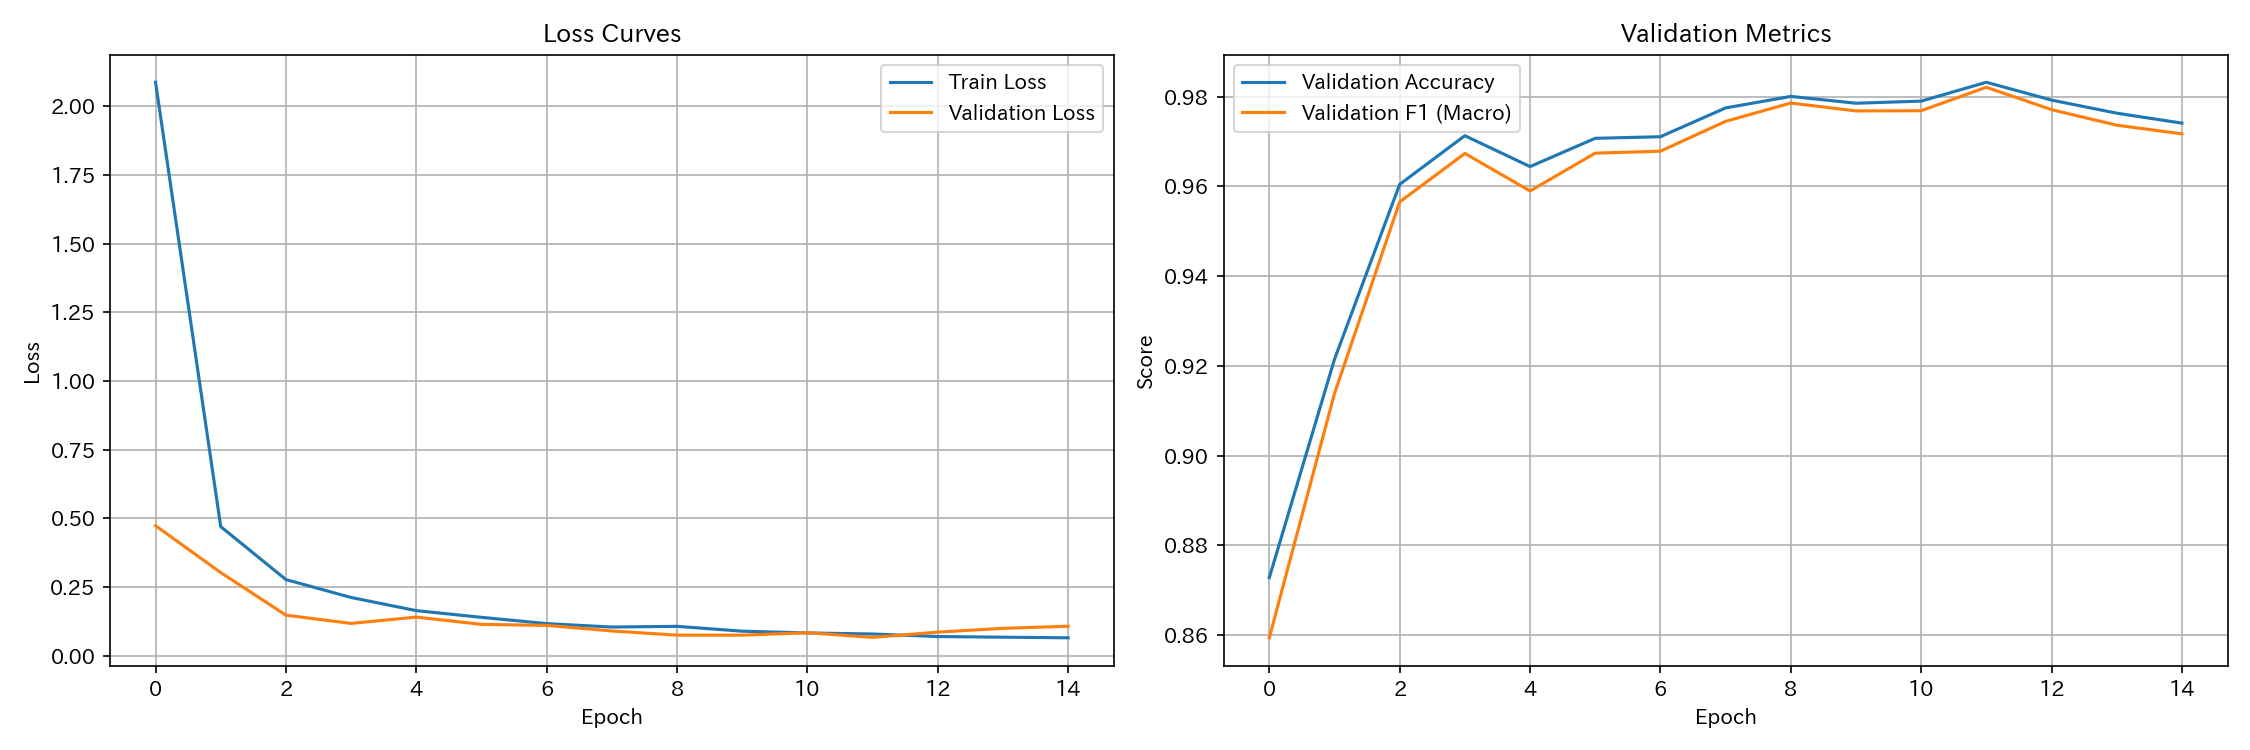 Loss Curves
Train Loss
Validation Loss
2.00
1.75
1.50
1.25
1.00
0.75
0.50
0.25
0.00
Loss
0 2 4 6 8 10 12 14
Epoch
Validation Metrics
Validation Accuracy
Validation F1 (Macro)
0.98
0.96
0.94
0.92
0.90
0.88
0.86
Score
0 2 4 6 8 10 12 14
Epoch